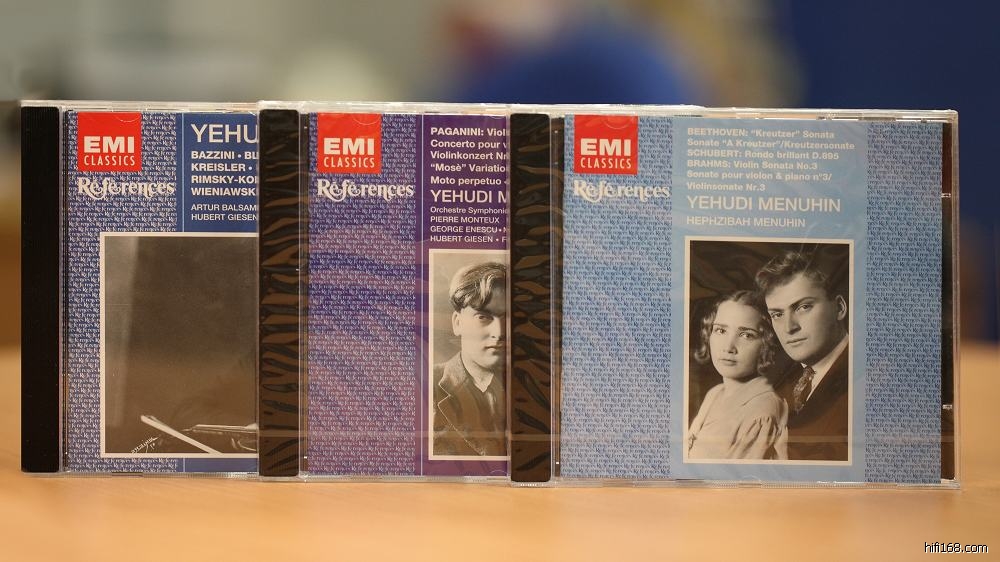 EMI
CLASSICS
Références
YEHU
BAZZINI • BL
KREISLER •
RIMSKY-KO
WIENIAWSK
ARTUR BALSAM
HUBERT GIESEN
EMI
CLASSICS
Références
PAGANINI: Viol
Concerto pour v
Violinkonzert Nr
"Mosè" Variatio
Moto perpetuo
YEHUDI M
Orchestre Symphoni
PIERRE MONTEUX
GEORGE ENESCU •
HUBERT GIESEN •
EMI
CLASSICS
Références
BEETHOVEN: "Kreutzer" Sonata
Sonate "A Kreutzer"/Kreutzersonate
SCHUBERT: Rondo brillant D.895
BRAHMS: Violin Sonata No.3
Sonate pour violon & piano n°3/
Violinsonate Nr.3
YEHUDI MENUHIN
HEPHZIBAH MENUHIN
hifi168.com